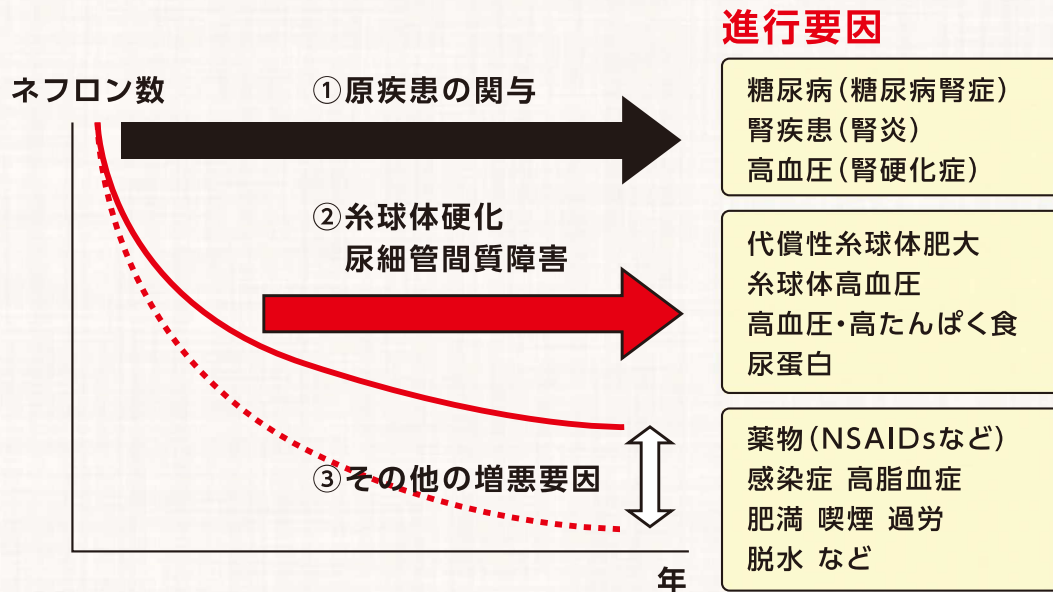 進行要因
ネフロン数
①原疾患の関与
糖尿病(糖尿病腎症)
腎疾患(腎炎)
高血圧(腎硬化症)
②糸球体硬化
尿細管間質障害
代償性糸球体肥大
糸球体高血圧
高血圧・高たんぱく食
尿蛋白
③その他の増悪要因
薬物(NSAIDsなど)
感染症 高脂血症
肥満 喫煙 過労
脱水 など
年